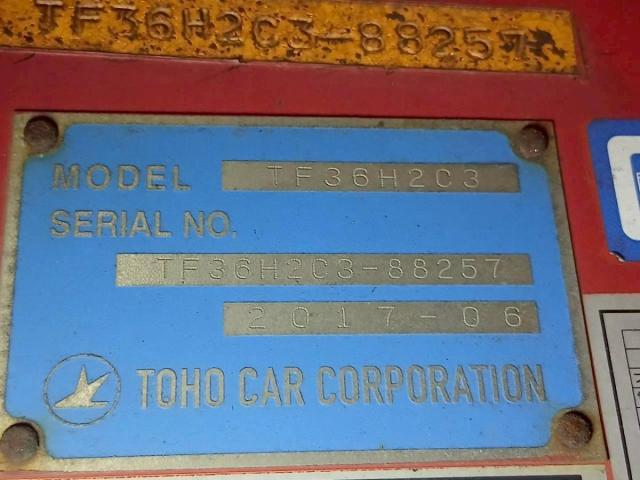 TF36H2C3-88257
MODEL TF36H2C3
SERIAL NO.
TF36H2C3-88257
2017-06
TOHO CAR CORPORATION